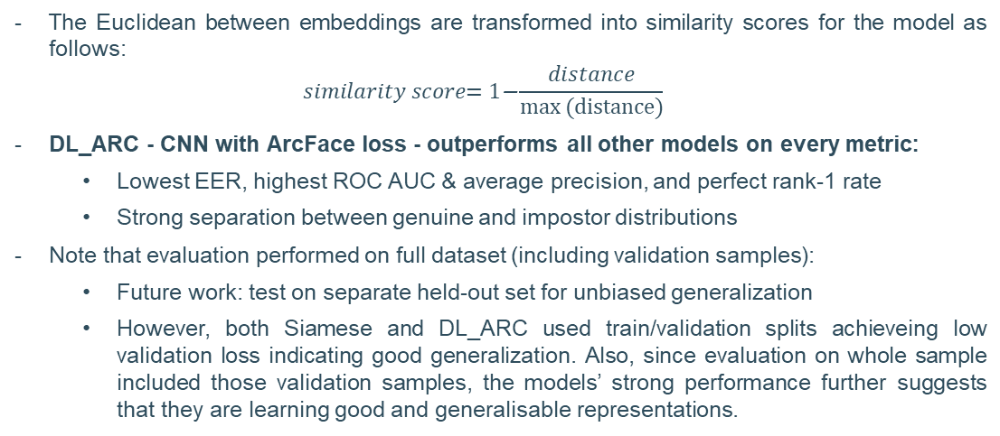 - The Euclidean between embeddings are transformed into similarity scores for the model as
follows:
similarity score= 1− distance / max (distance)
- DL_ARC - CNN with ArcFace loss - outperforms all other models on every metric:
• Lowest EER, highest ROC AUC & average precision, and perfect rank-1 rate
• Strong separation between genuine and impostor distributions
- Note that evaluation performed on full dataset (including validation samples):
• Future work: test on separate held-out set for unbiased generalization
• However, both Siamese and DL_ARC used train/validation splits achieveing low
validation loss indicating good generalization. Also, since evaluation on whole sample
included those validation samples, the models’ strong performance further suggests
that they are learning good and generalisable representations.